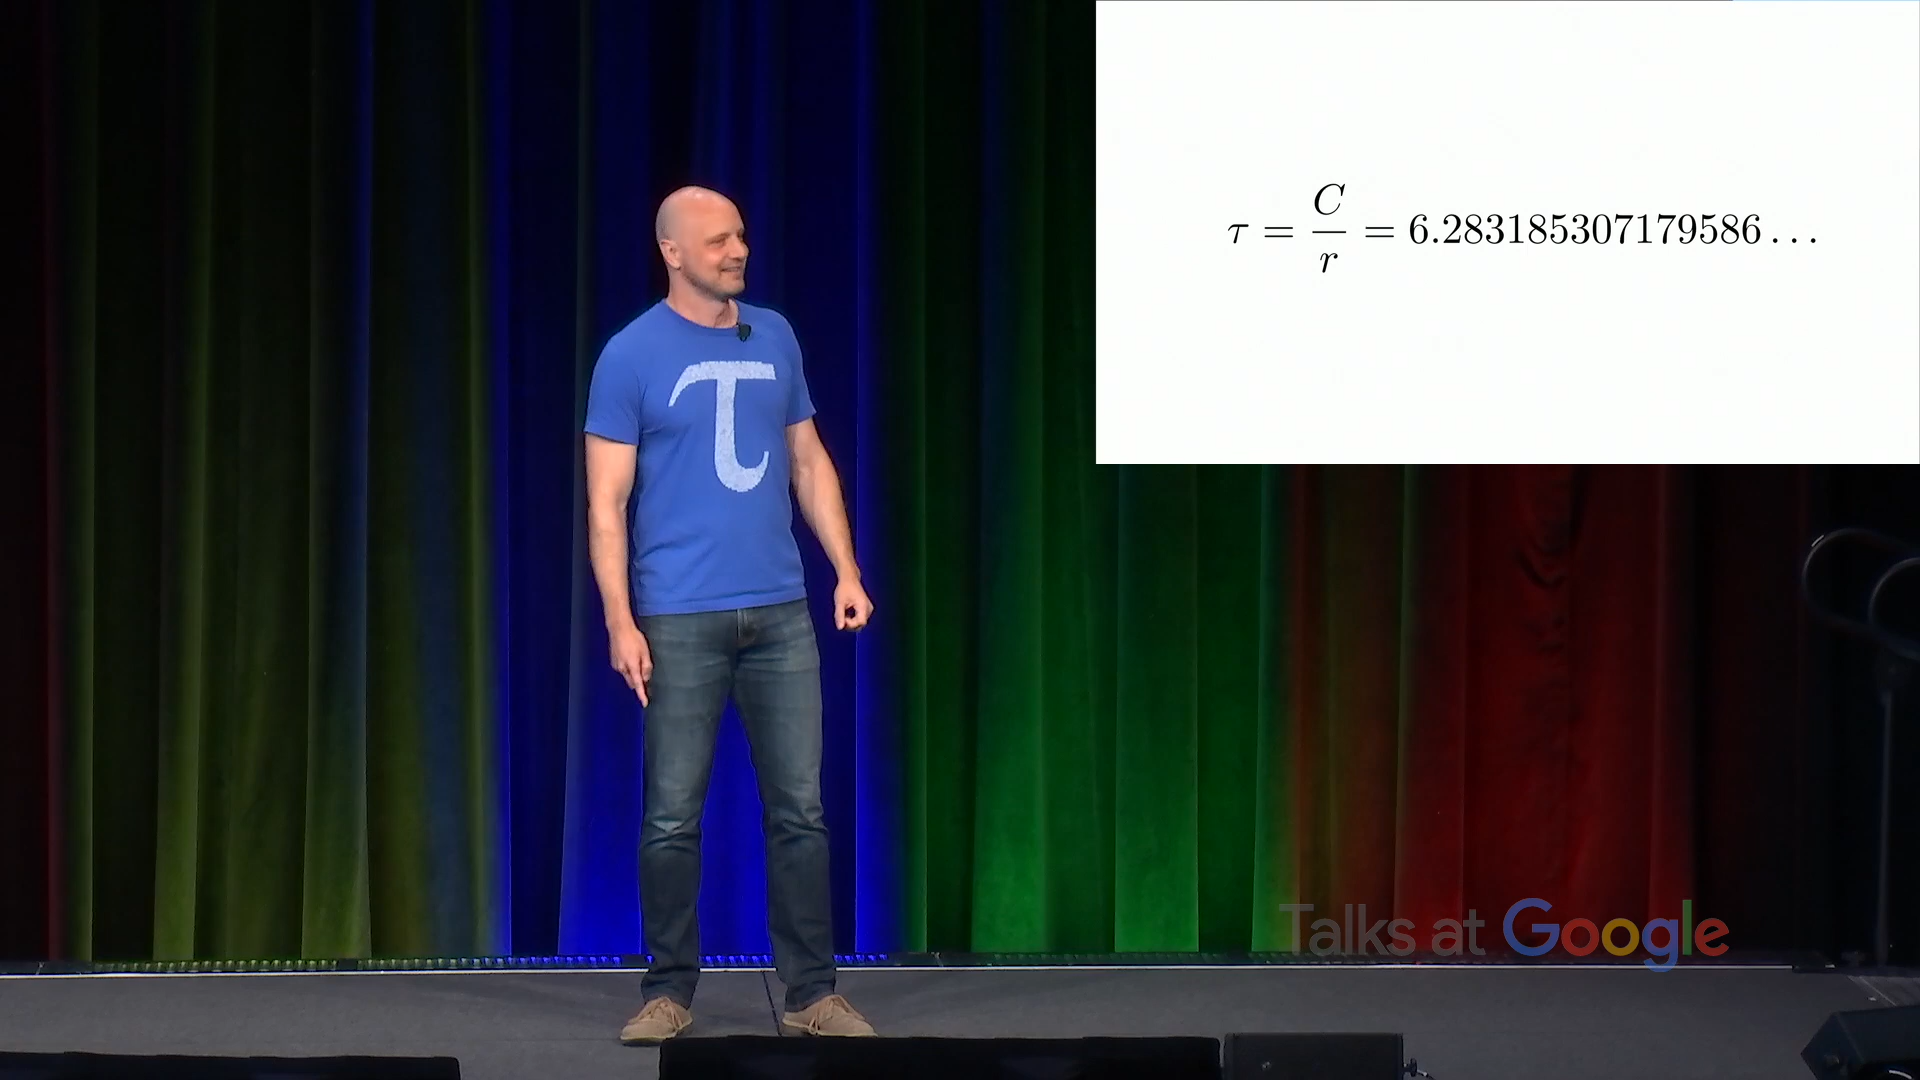 τ = C/r = 6.283185307179586...
τ
Talks at Google